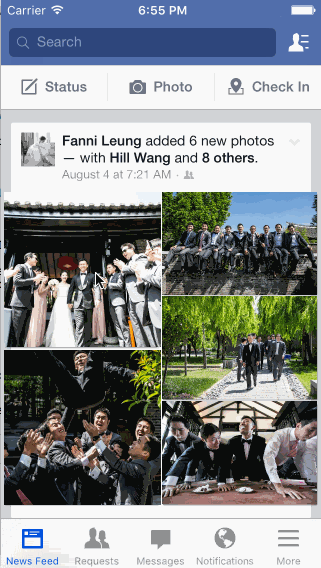 Carrier 6:55 PM
Search
Status Photo Check In
Fanni Leung added 6 new photos
— with Hill Wang and 8 others.
August 4 at 7:21 AM ·
News Feed Requests Messages Notifications More